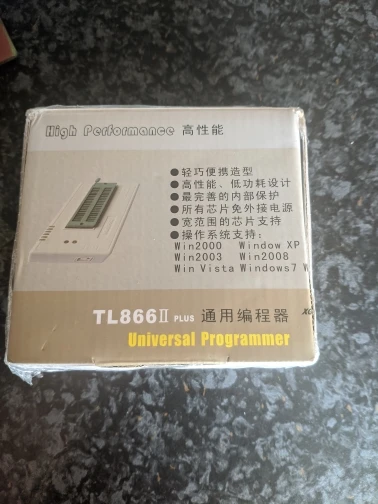 High Performance 高性能
●轻巧便携造型
●高性能、低功耗设计
●最完善的内部保护
●所有芯片免外接电源
●宽范围的芯片支持
●操作系统支持：
Win2000 Window XP
Win2003 Win2008
Win Vista Windows7 W
TL866II PLUS 通用编程器
Universal Programmer